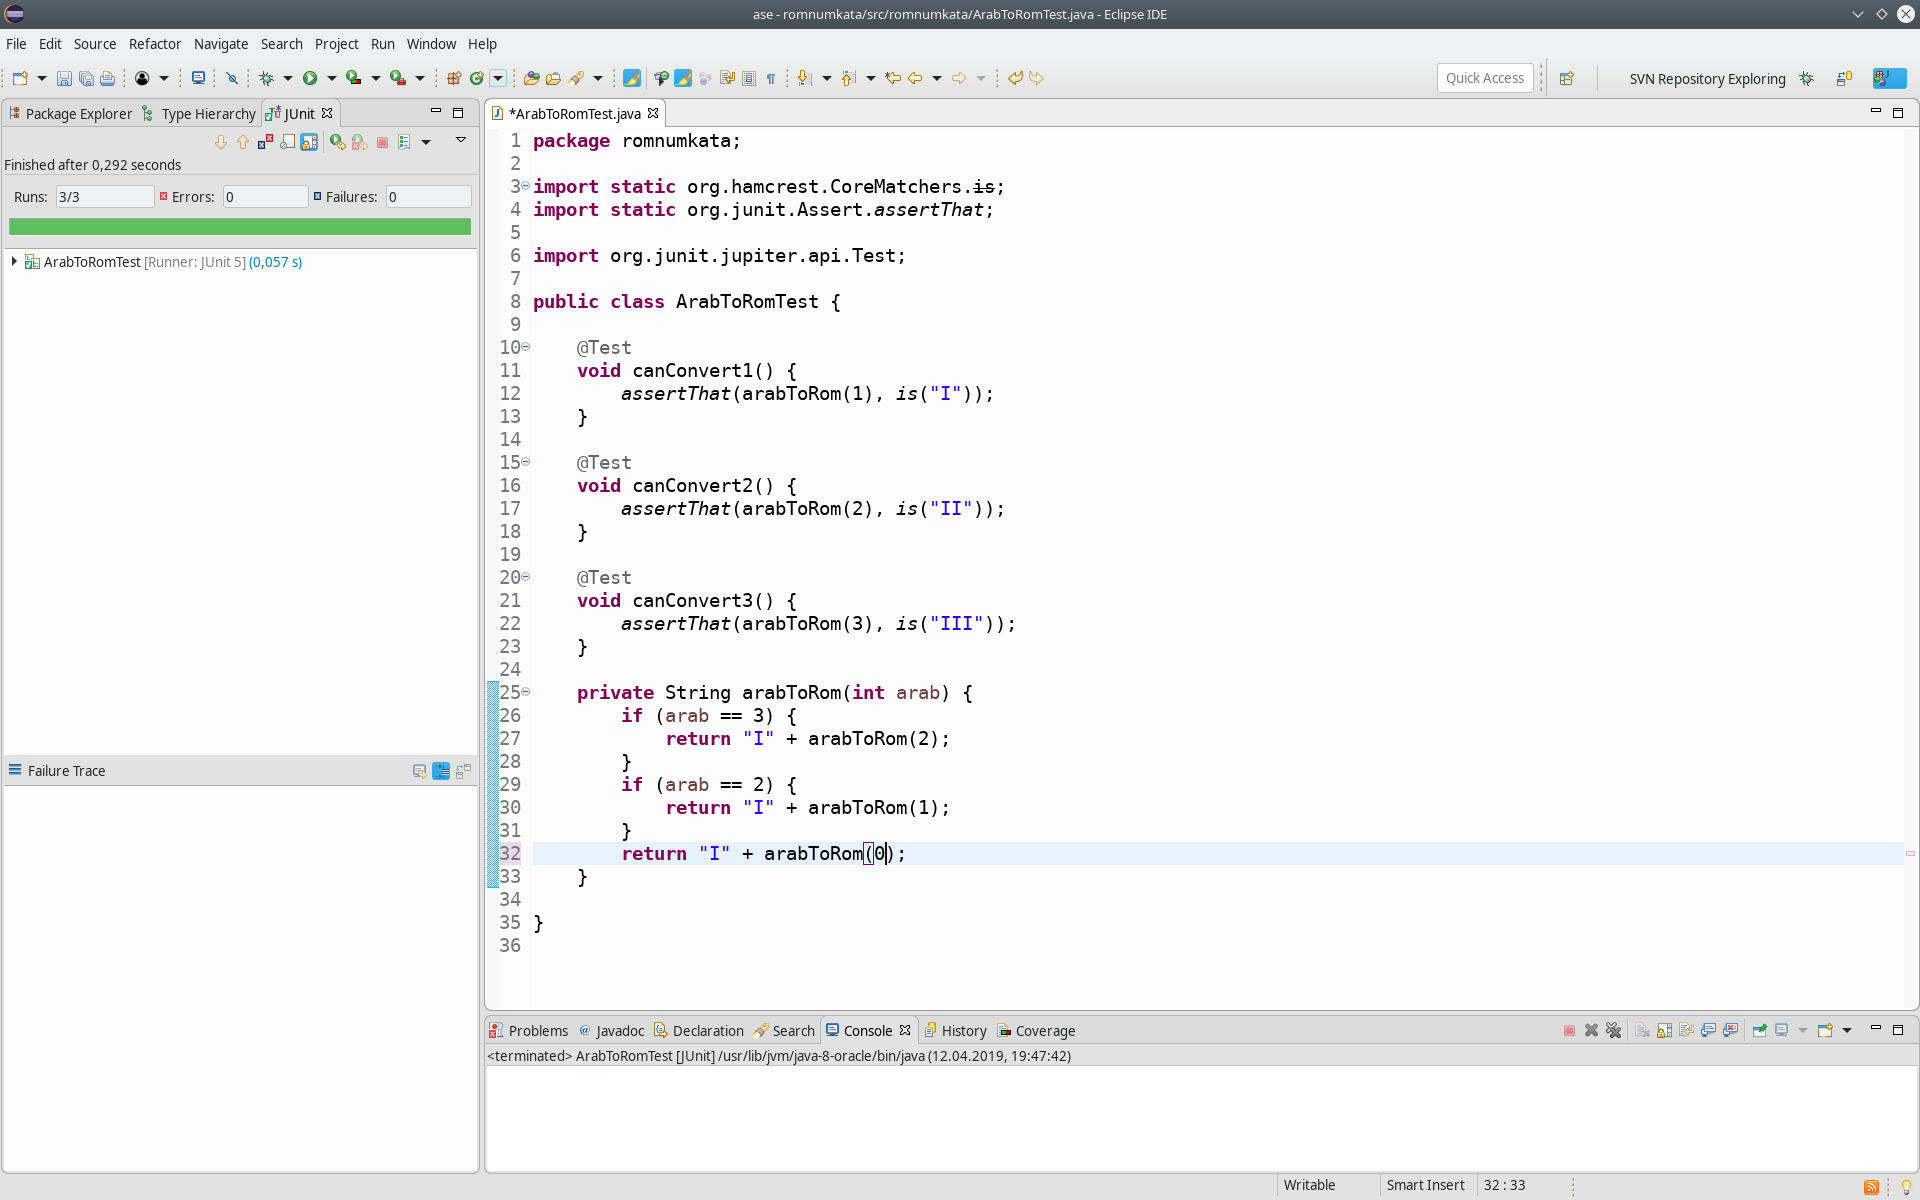 ase - romnumkata/src/romnumkata/ArabToRomTest.java - Eclipse IDE
File Edit Source Refactor Navigate Search Project Run Window Help
Quick Access
SVN Repository Exploring
Package Explorer Type Hierarchy JUnit
Finished after 0,292 seconds
Runs: 3/3 Errors: 0 Failures: 0
ArabToRomTest [Runner: JUnit 5] (0,057 s)
Failure Trace
*ArabToRomTest.java
1 package romnumkata;
2
3 import static org.hamcrest.CoreMatchers.is;
4 import static org.junit.Assert.assertThat;
5
6 import org.junit.jupiter.api.Test;
7
8 public class ArabToRomTest {
9
10     @Test
11     void canConvert1() {
12         assertThat(arabToRom(1), is("I"));
13     }
14
15     @Test
16     void canConvert2() {
17         assertThat(arabToRom(2), is("II"));
18     }
19
20     @Test
21     void canConvert3() {
22         assertThat(arabToRom(3), is("III"));
23     }
24
25     private String arabToRom(int arab) {
26         if (arab == 3) {
27             return "I" + arabToRom(2);
28         }
29         if (arab == 2) {
30             return "I" + arabToRom(1);
31         }
32         return "I" + arabToRom(0);
33     }
34
35 }
36
Problems @ Javadoc Declaration Search Console History Coverage
<terminated> ArabToRomTest [JUnit] /usr/lib/jvm/java-8-oracle/bin/java (12.04.2019, 19:47:42)
Writable Smart Insert 32 : 33